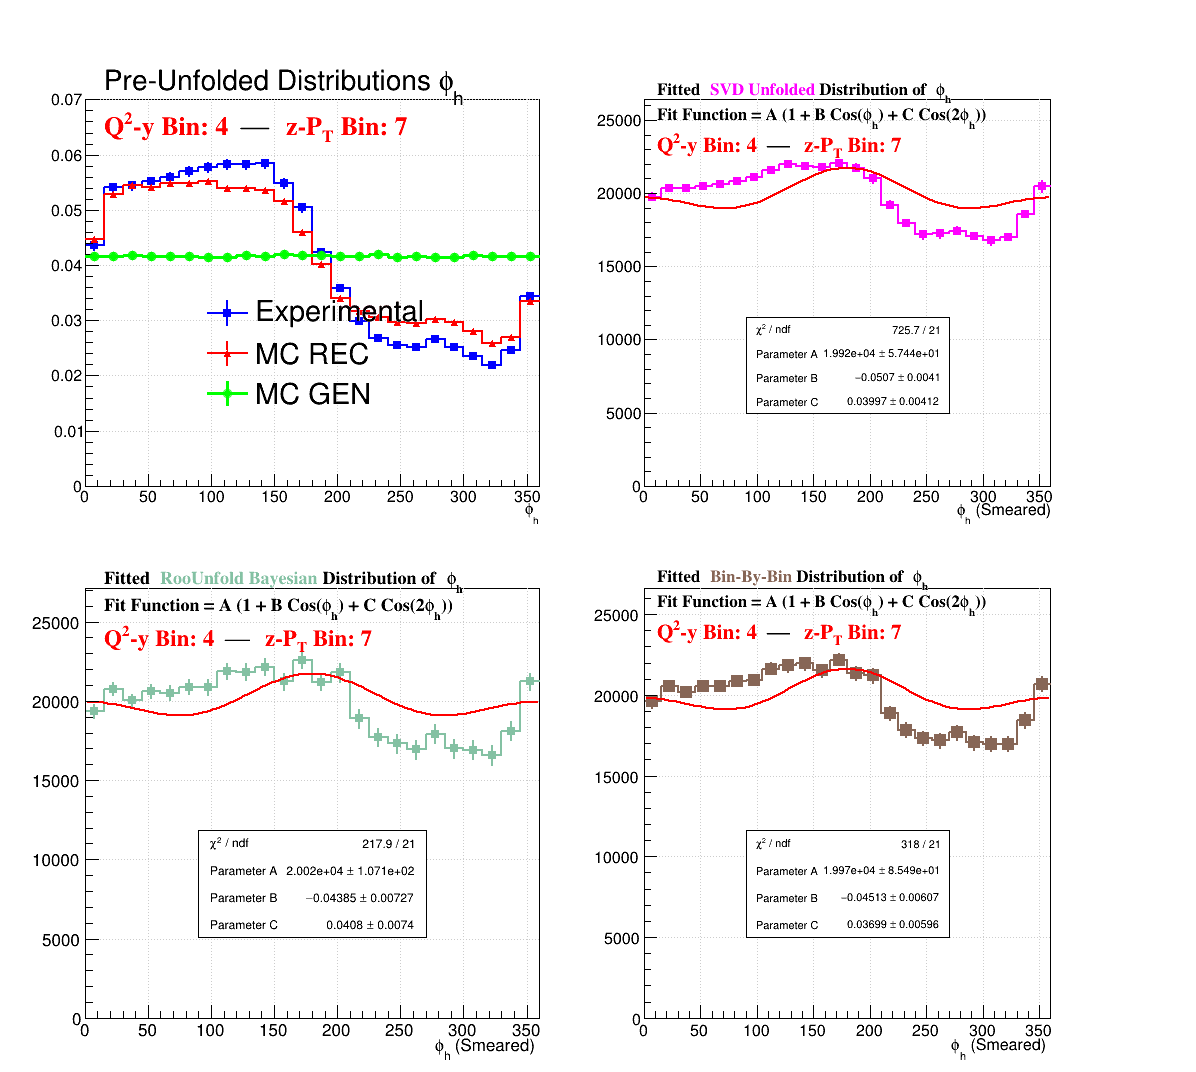 Pre-Unfolded Distributions ϕh
Q²-y Bin: 4 — z-PT Bin: 7
0.07
0.06
0.05
0.04
0.03
0.02
0.01
0
Experimental
MC REC
MC GEN
0 50 100 150 200 250 300 350
ϕh
Fitted SVD Unfolded Distribution of ϕh
Fit Function = A (1 + B Cos(ϕh) + C Cos(2ϕh))
Q²-y Bin: 4 — z-PT Bin: 7
25000
20000
15000
10000
5000
0
χ² / ndf 725.7 / 21
Parameter A 1.992e+04 ± 5.744e+01
Parameter B −0.0507 ± 0.0041
Parameter C 0.03997 ± 0.00412
0 50 100 150 200 250 300 350
ϕh (Smeared)
Fitted RooUnfold Bayesian Distribution of ϕh
Fit Function = A (1 + B Cos(ϕh) + C Cos(2ϕh))
Q²-y Bin: 4 — z-PT Bin: 7
25000
20000
15000
10000
5000
0
χ² / ndf 217.9 / 21
Parameter A 2.002e+04 ± 1.071e+02
Parameter B −0.04385 ± 0.00727
Parameter C 0.0408 ± 0.0074
0 50 100 150 200 250 300 350
ϕh (Smeared)
Fitted Bin-By-Bin Distribution of ϕh
Fit Function = A (1 + B Cos(ϕh) + C Cos(2ϕh))
Q²-y Bin: 4 — z-PT Bin: 7
25000
20000
15000
10000
5000
0
χ² / ndf 318 / 21
Parameter A 1.997e+04 ± 8.549e+01
Parameter B −0.04513 ± 0.00607
Parameter C 0.03699 ± 0.00596
0 50 100 150 200 250 300 350
ϕh (Smeared)